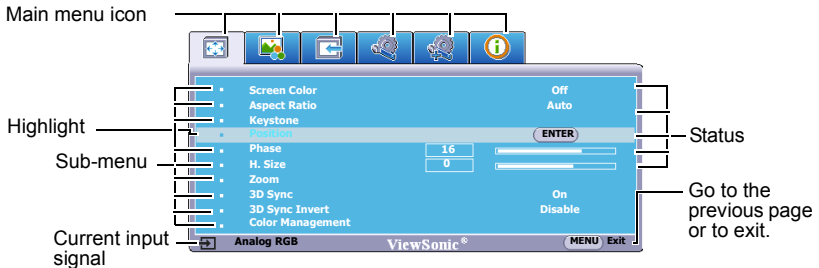 Main menu icon
Screen Color Off
Aspect Ratio Auto
Keystone
Highlight
Position ENTER
Status
Phase 16
Sub-menu
H. Size 0
Zoom
3D Sync On
3D Sync Invert Disable
Color Management
Go to the
previous page
or to exit.
Current input
signal
Analog RGB ViewSonic® MENU Exit